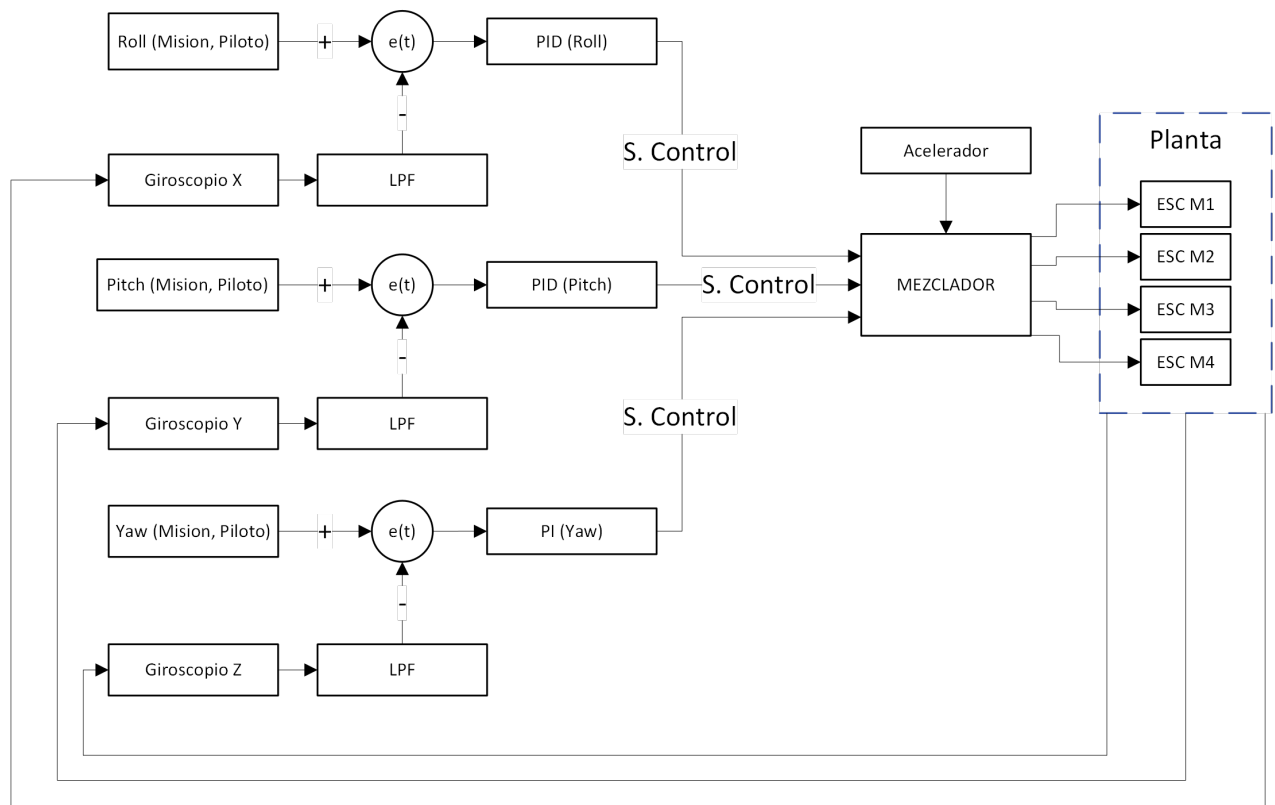 Roll (Mision, Piloto)
+
e(t)
PID (Roll)
-
S. Control
Giroscopio X
LPF
Acelerador
Planta
ESC M1
ESC M2
ESC M3
ESC M4
Pitch (Mision, Piloto)
+
e(t)
PID (Pitch)
S. Control
MEZCLADOR
-
Giroscopio Y
LPF
S. Control
Yaw (Mision, Piloto)
+
e(t)
PI (Yaw)
-
Giroscopio Z
LPF